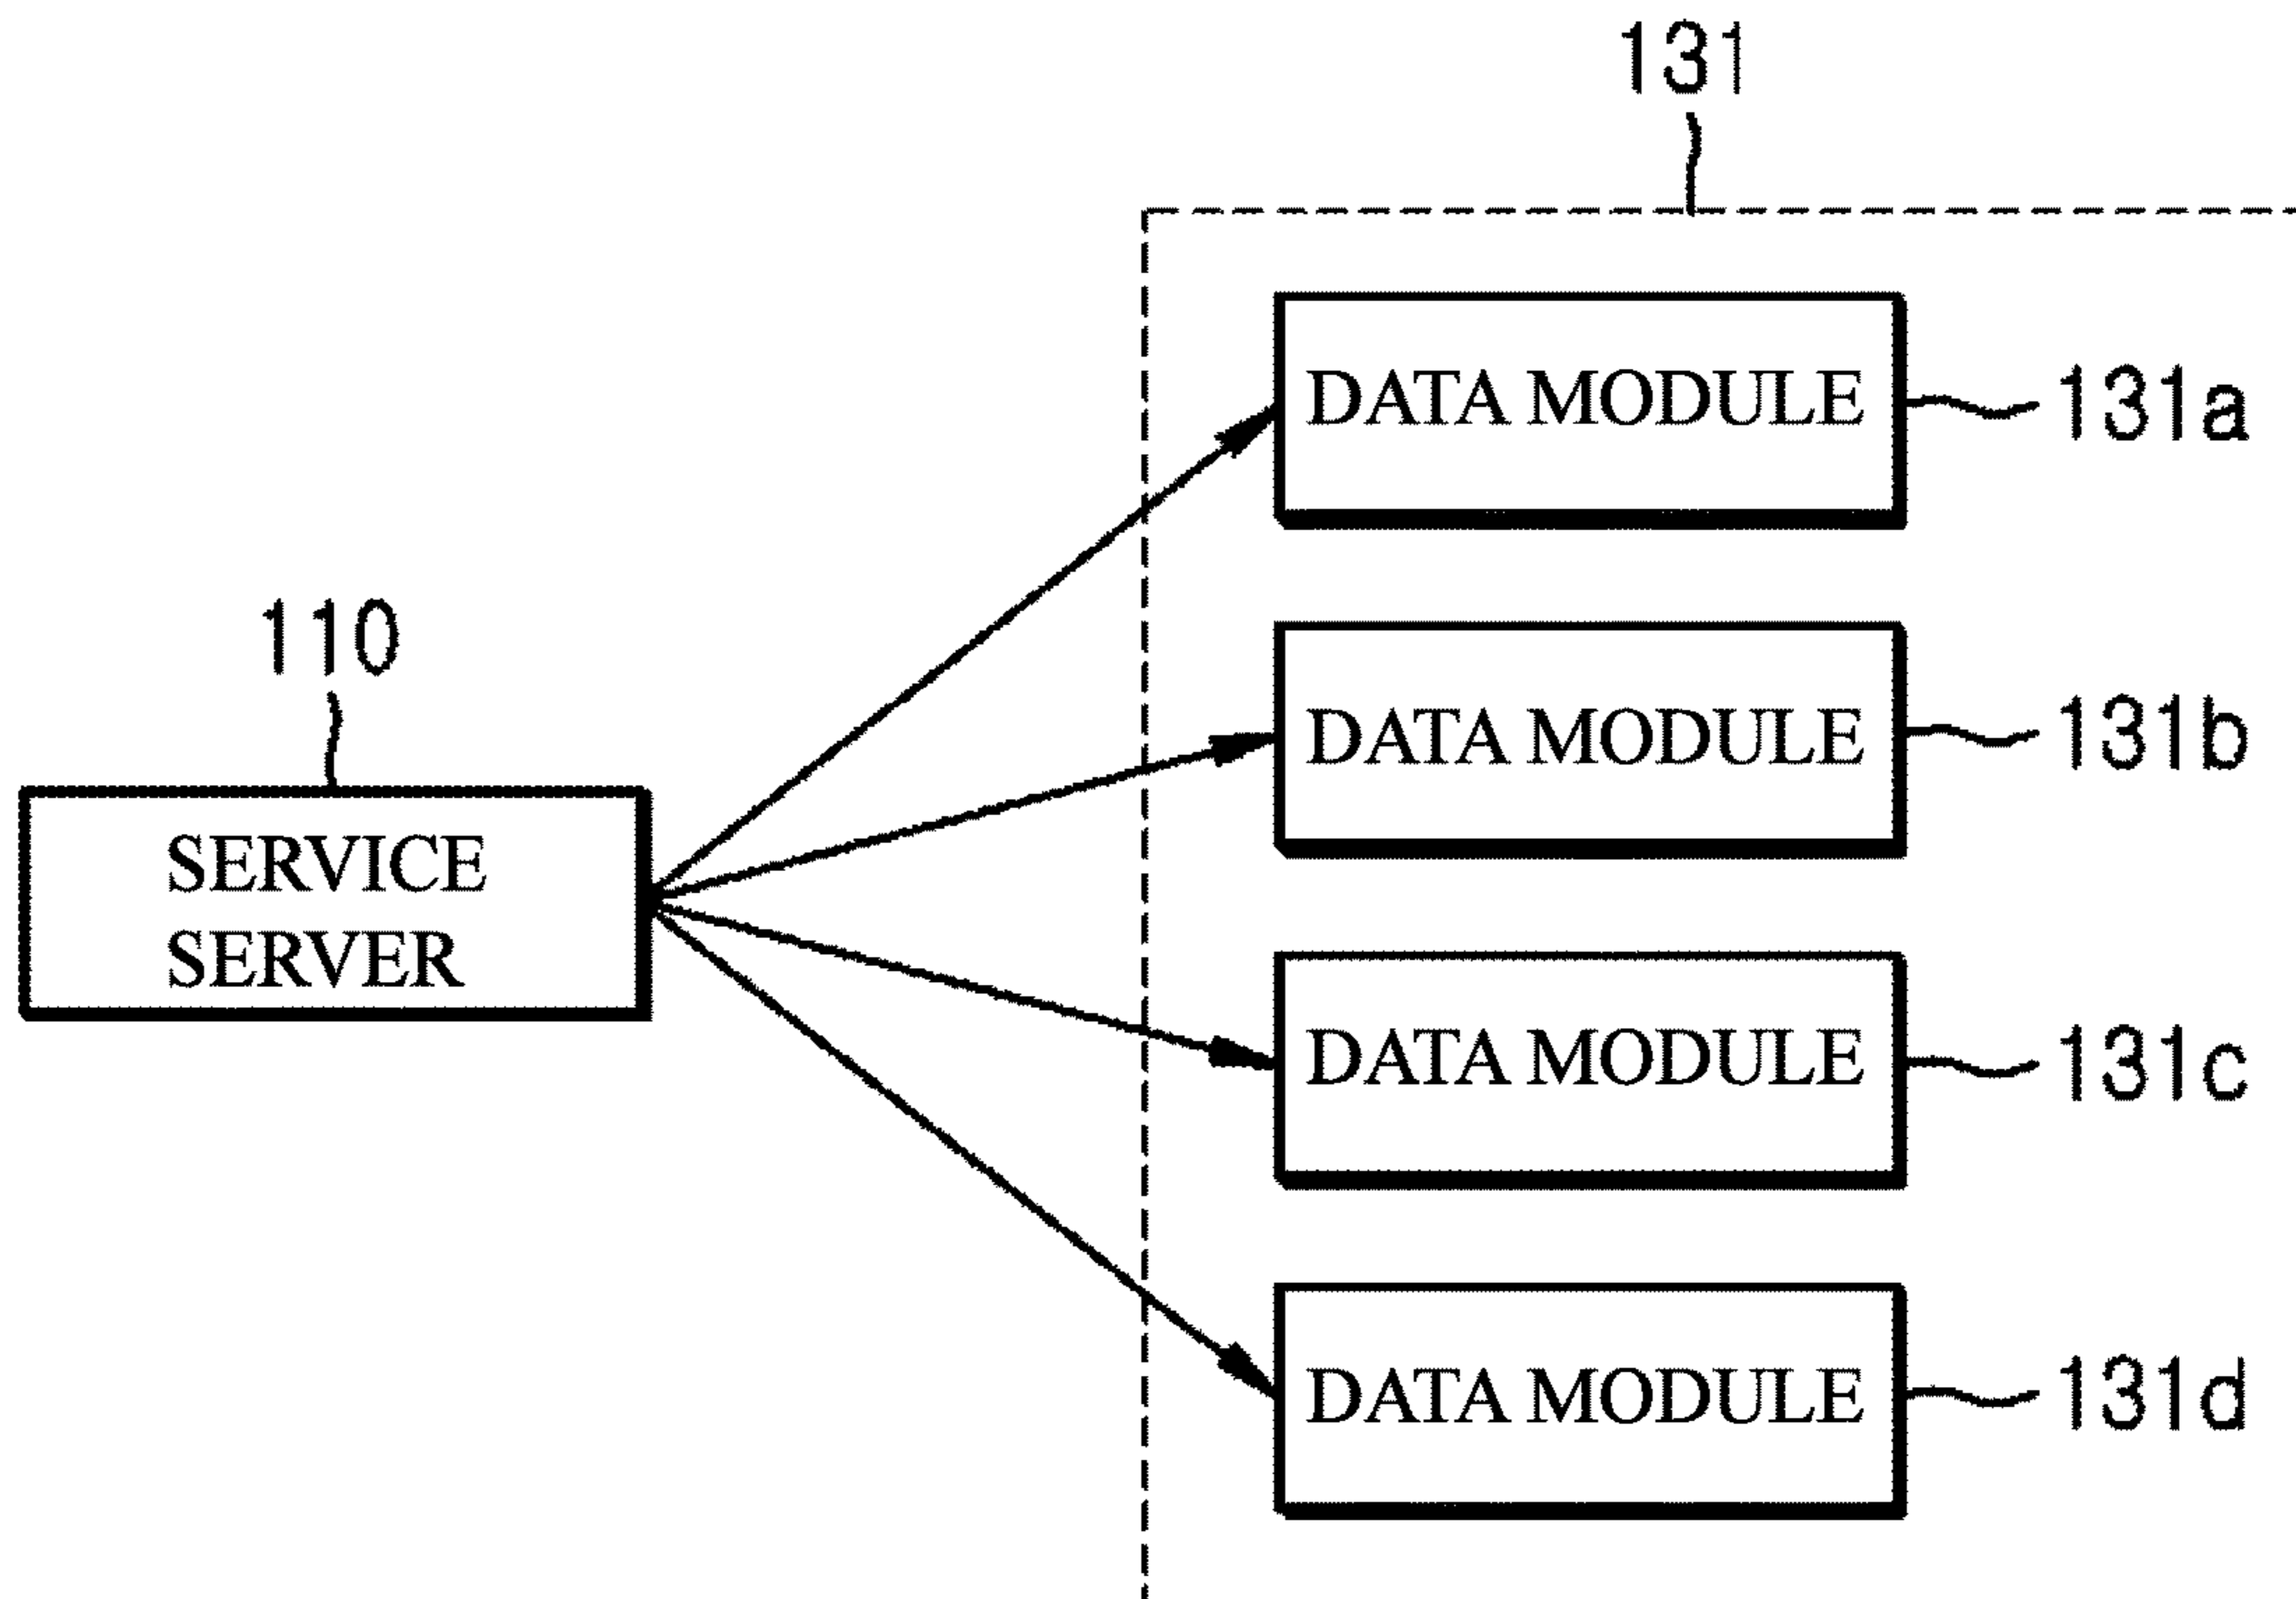 131
DATA MODULE
131a
110
DATA MODULE
131b
SERVICE
SERVER
DATA MODULE
131c
DATA MODULE
131d